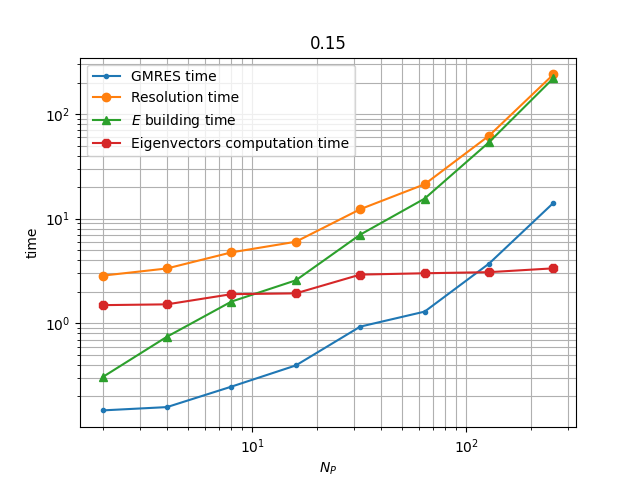 0.15
GMRES time
Resolution time
E building time
Eigenvectors computation time
time
10²
10¹
10⁰
10¹
10²
N_P